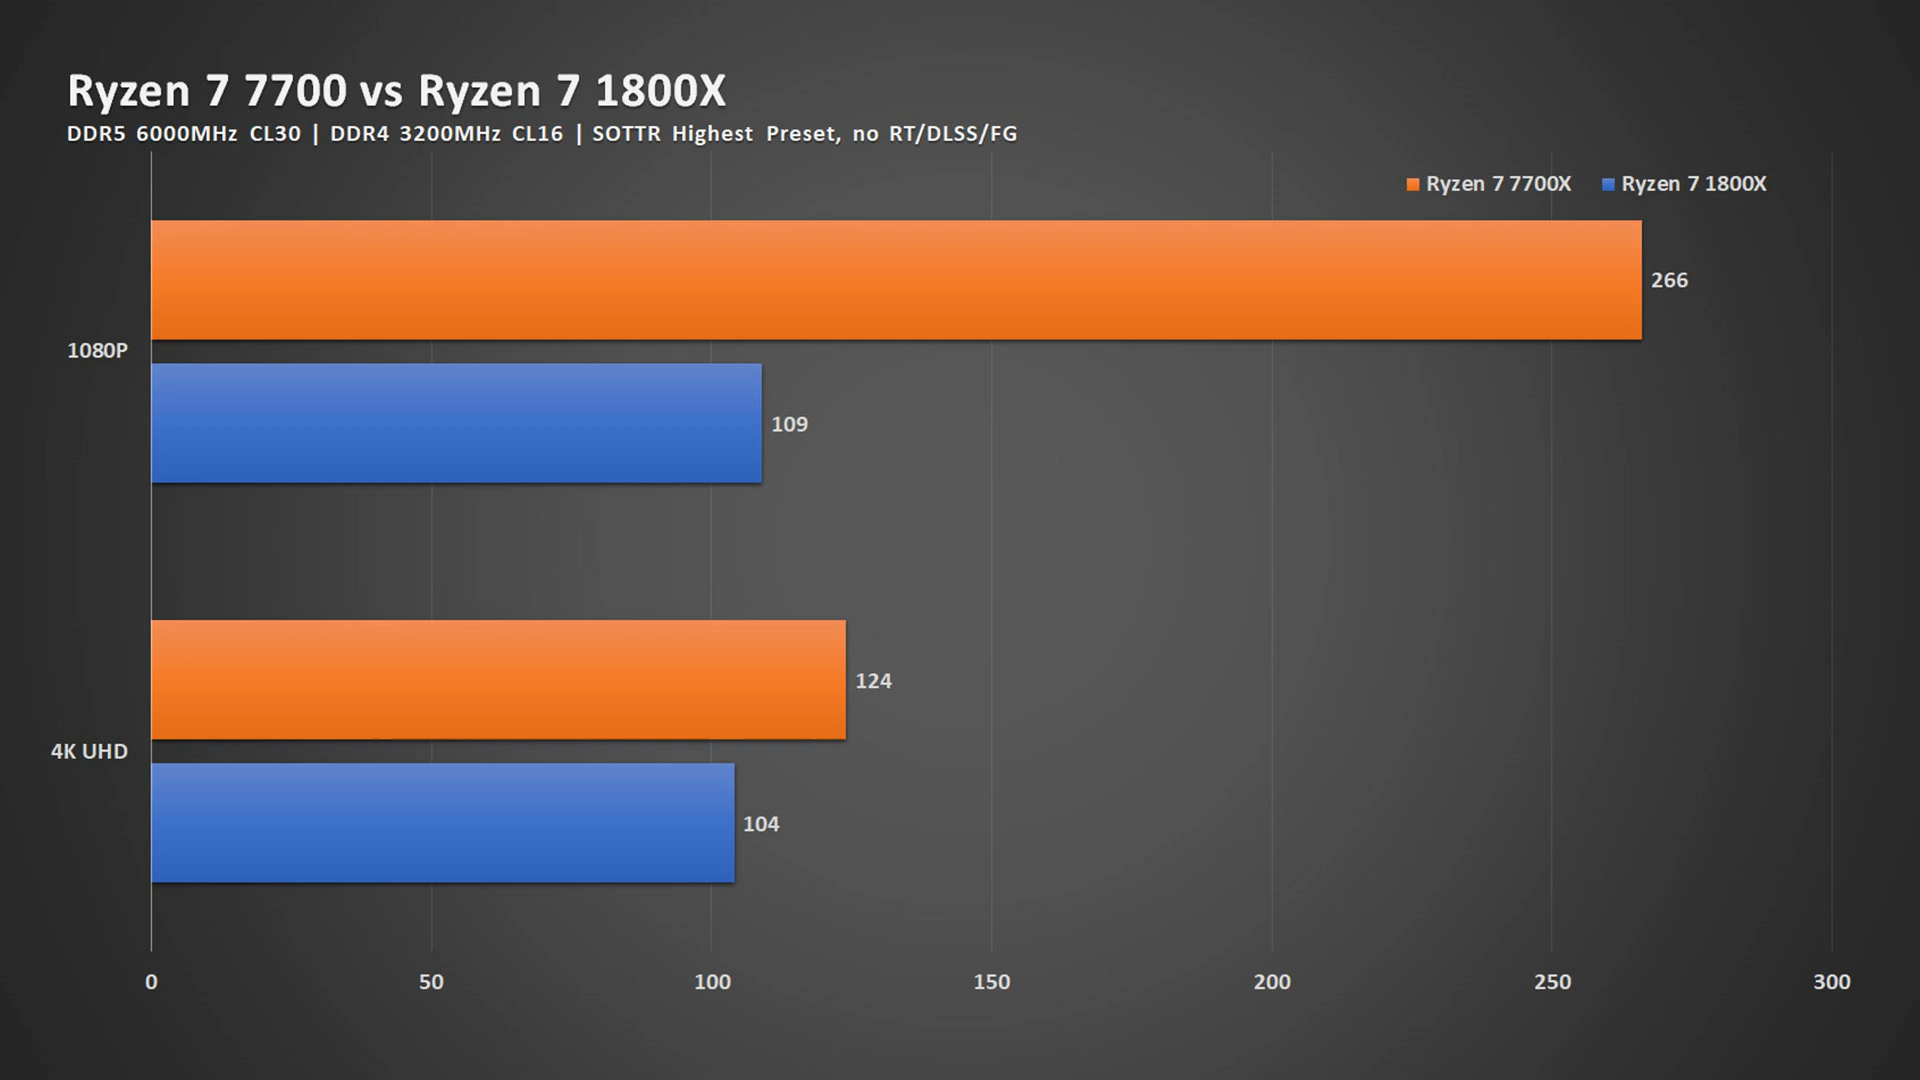 Ryzen 7 7700 vs Ryzen 7 1800X
DDR5 6000MHz CL30 | DDR4 3200MHz CL16 | SOTTR Highest Preset, no RT/DLSS/FG
Ryzen 7 7700X Ryzen 7 1800X
266
1080P
109
124
4K UHD
104
0 50 100 150 200 250 300